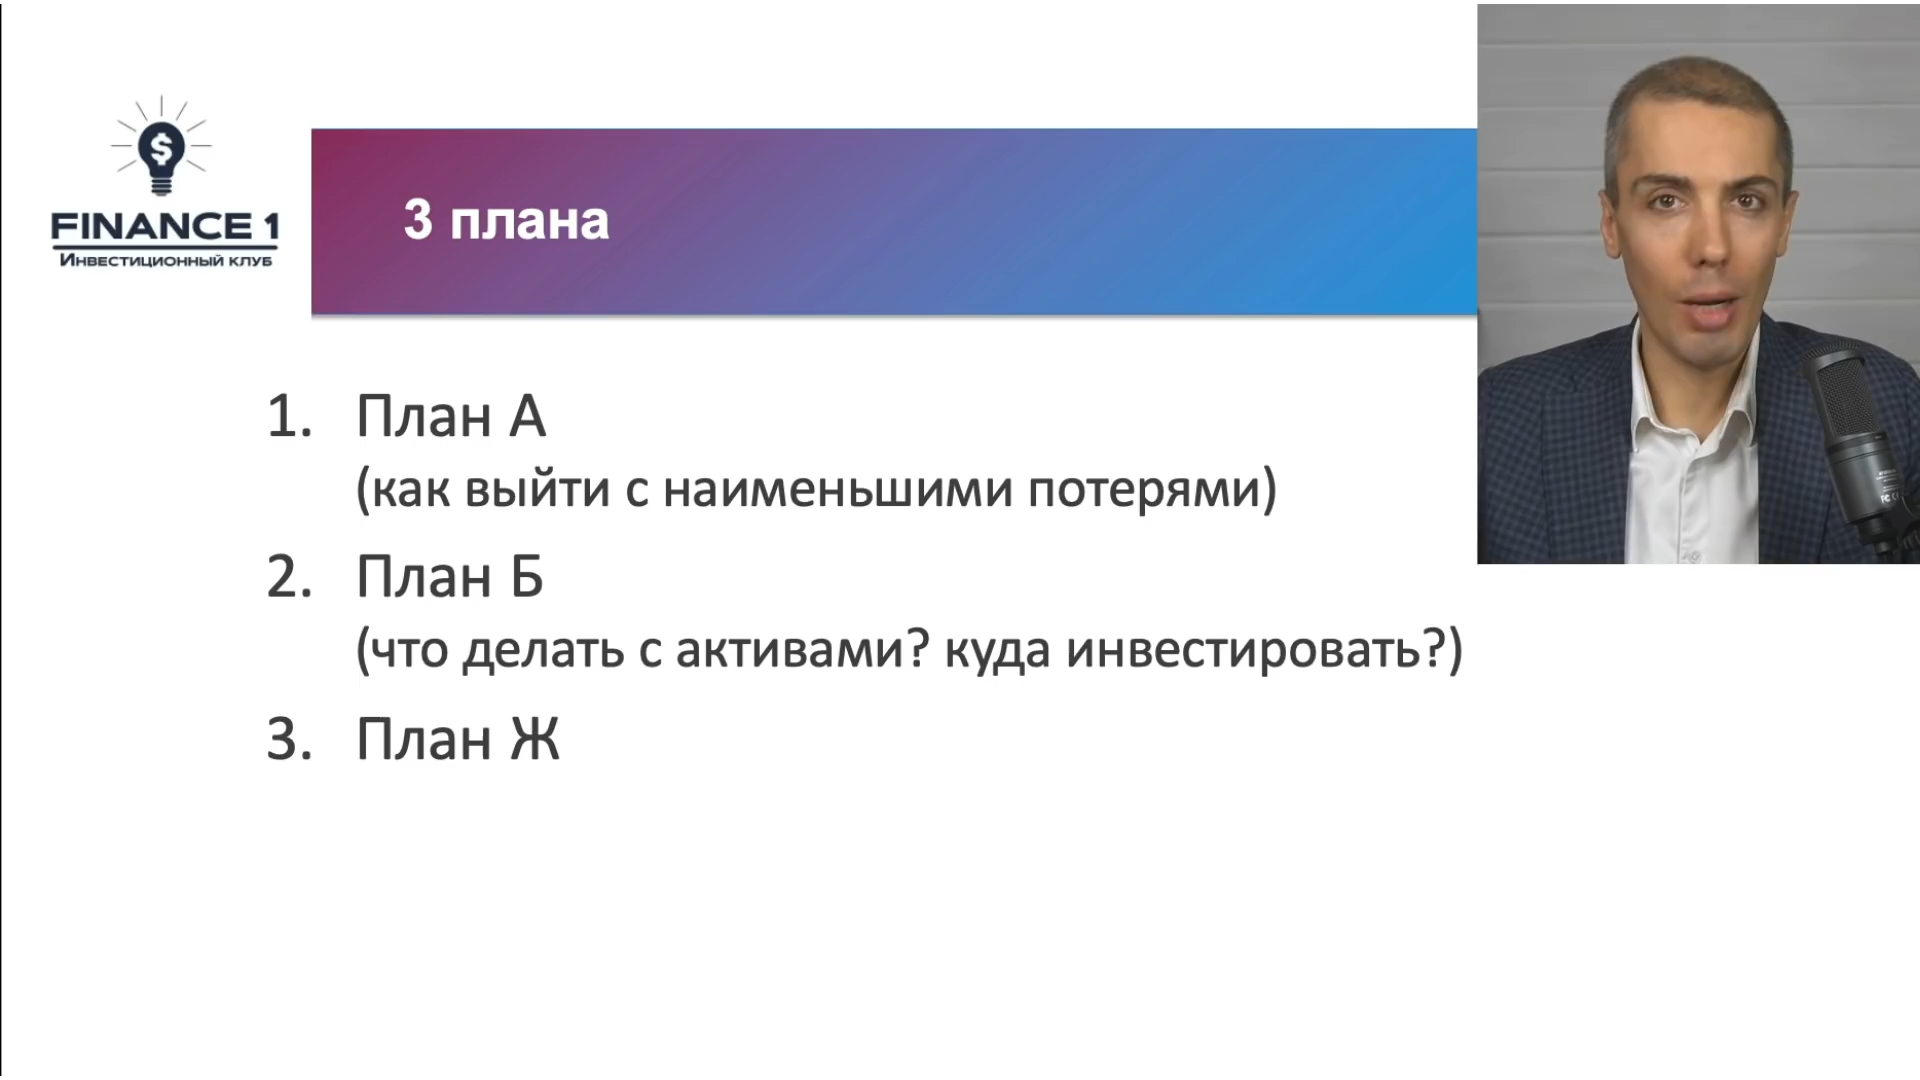 FINANCE 1
Инвестиционный клуб
3 плана
1. План А
(как выйти с наименьшими потерями)
2. План Б
(что делать с активами? куда инвестировать?)
3. План Ж